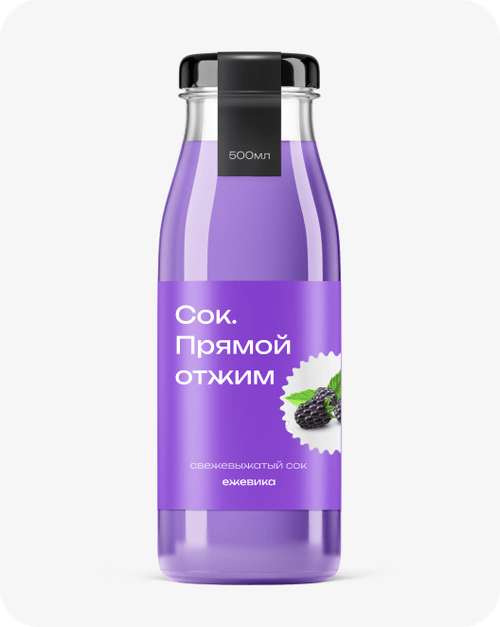 500мл
Сок.
Прямой
отжим
свежевыжатый сок
ежевика